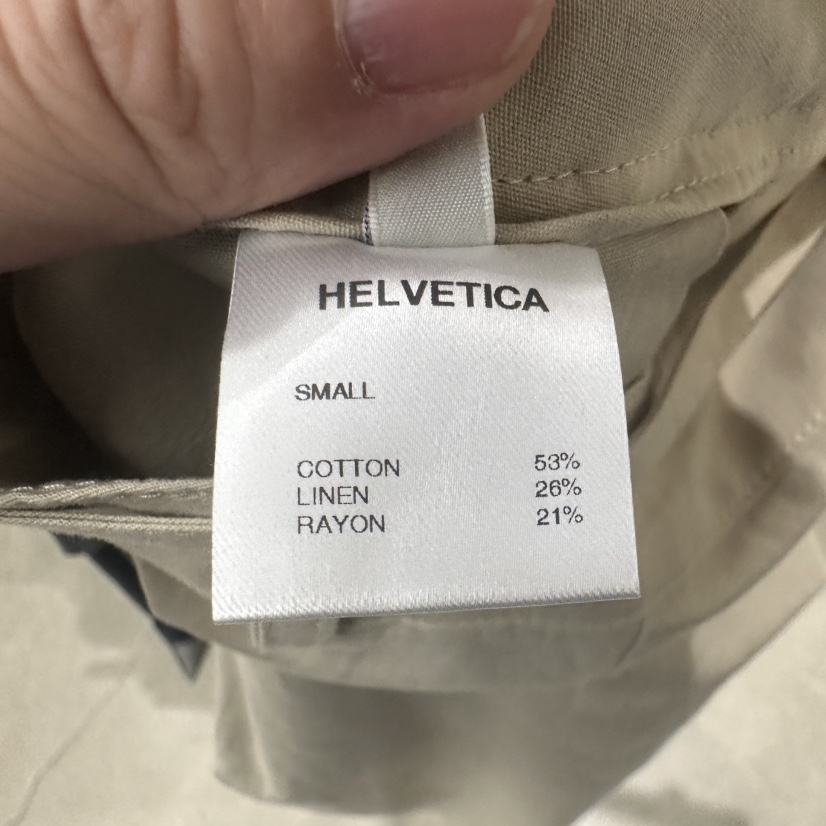 HELVETICA
SMALL
COTTON 53%
LINEN 26%
RAYON 21%